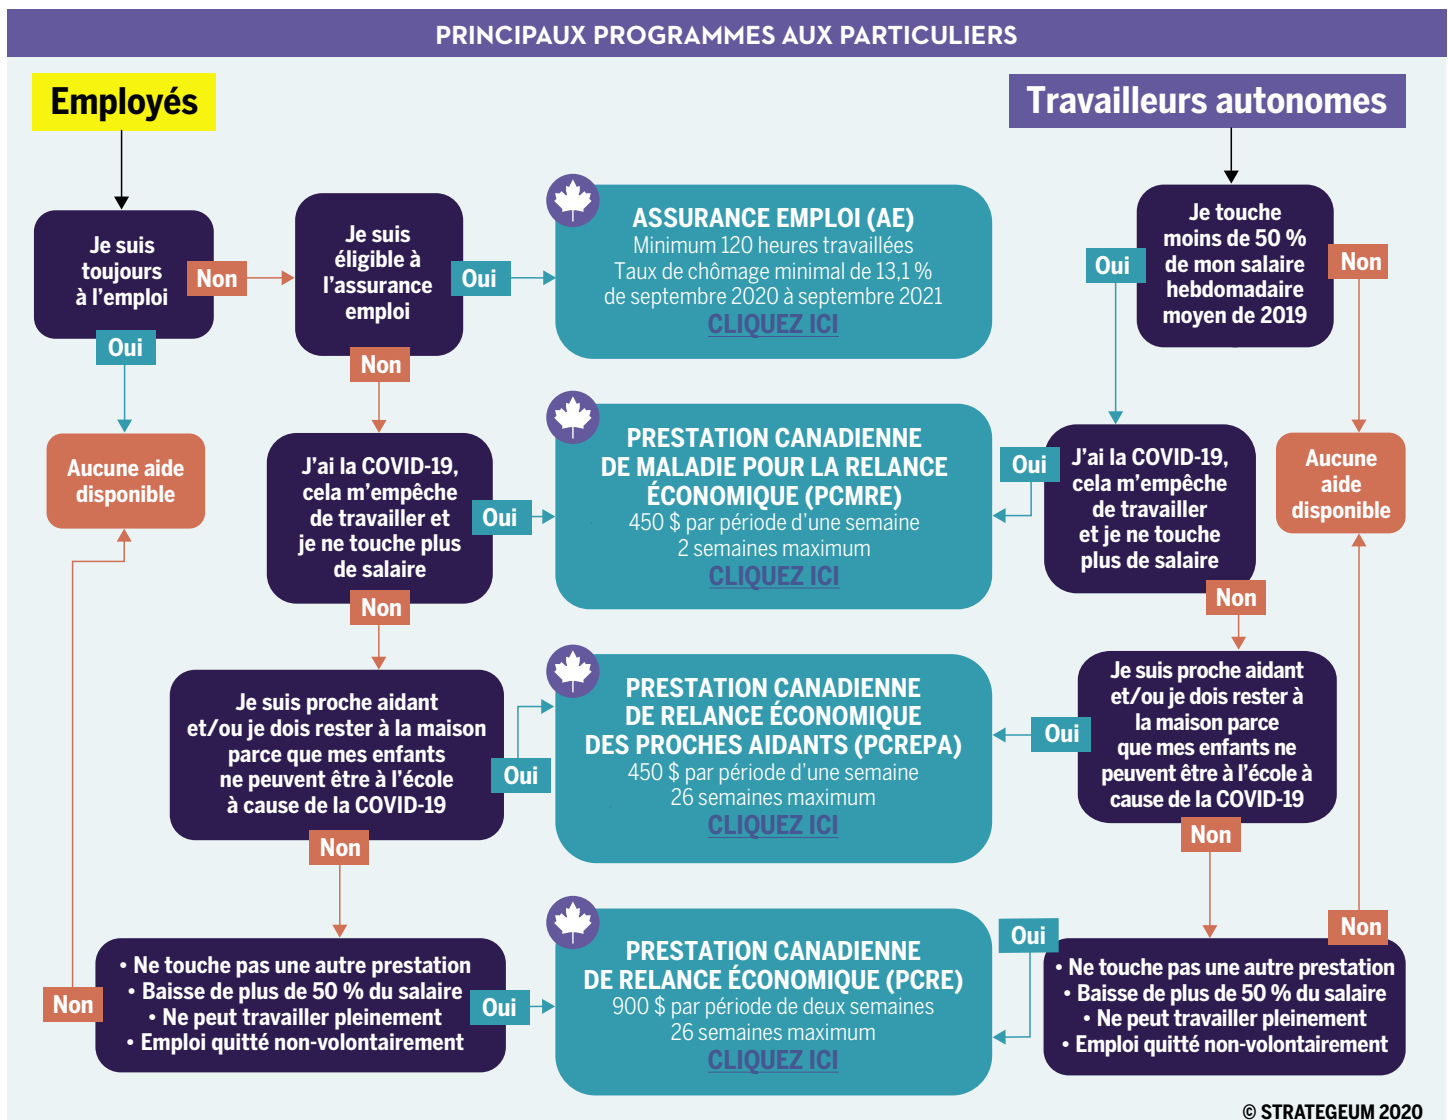 PRINCIPAUX PROGRAMMES AUX PARTICULIERS
Employés
Je suis
toujours
à l'emploi
Non
Oui
Aucune aide
disponible
Je suis
éligible à
l'assurance
emploi
Oui
Non
ASSURANCE EMPLOI (AE)
Minimum 120 heures travaillées
Taux de chômage minimal de 13,1 %
de septembre 2020 à septembre 2021
CLIQUEZ ICI
J'ai la COVID-19,
cela m'empêche
de travailler et
je ne touche plus
de salaire
Oui
Non
PRESTATION CANADIENNE
DE MALADIE POUR LA RELANCE
ÉCONOMIQUE (PCMRE)
450 $ par période d'une semaine
2 semaines maximum
CLIQUEZ ICI
Je suis proche aidant
et/ou je dois rester à la maison
parce que mes enfants
ne peuvent être à l'école
à cause de la COVID-19
Oui
Non
PRESTATION CANADIENNE
DE RELANCE ÉCONOMIQUE
DES PROCHES AIDANTS (PCREPA)
450 $ par période d'une semaine
26 semaines maximum
CLIQUEZ ICI
Non
• Ne touche pas une autre prestation
• Baisse de plus de 50 % du salaire
• Ne peut travailler pleinement
• Emploi quitté non-volontairement
Oui
PRESTATION CANADIENNE
DE RELANCE ÉCONOMIQUE (PCRE)
900 $ par période de deux semaines
26 semaines maximum
CLIQUEZ ICI
Travailleurs autonomes
Je touche
moins de 50 %
de mon salaire
hebdomadaire
moyen de 2019
Oui
Non
Aucune
aide
disponible
Oui
J'ai la COVID-19,
cela m'empêche
de travailler
et je ne touche
plus de salaire
Non
Oui
Je suis proche aidant
et/ou je dois rester à
la maison parce
que mes enfants ne
peuvent être à l'école à
cause de la COVID-19
Non
Oui
Non
• Ne touche pas une autre prestation
• Baisse de plus de 50 % du salaire
• Ne peut travailler pleinement
• Emploi quitté non-volontairement
© STRATEGEUM 2020